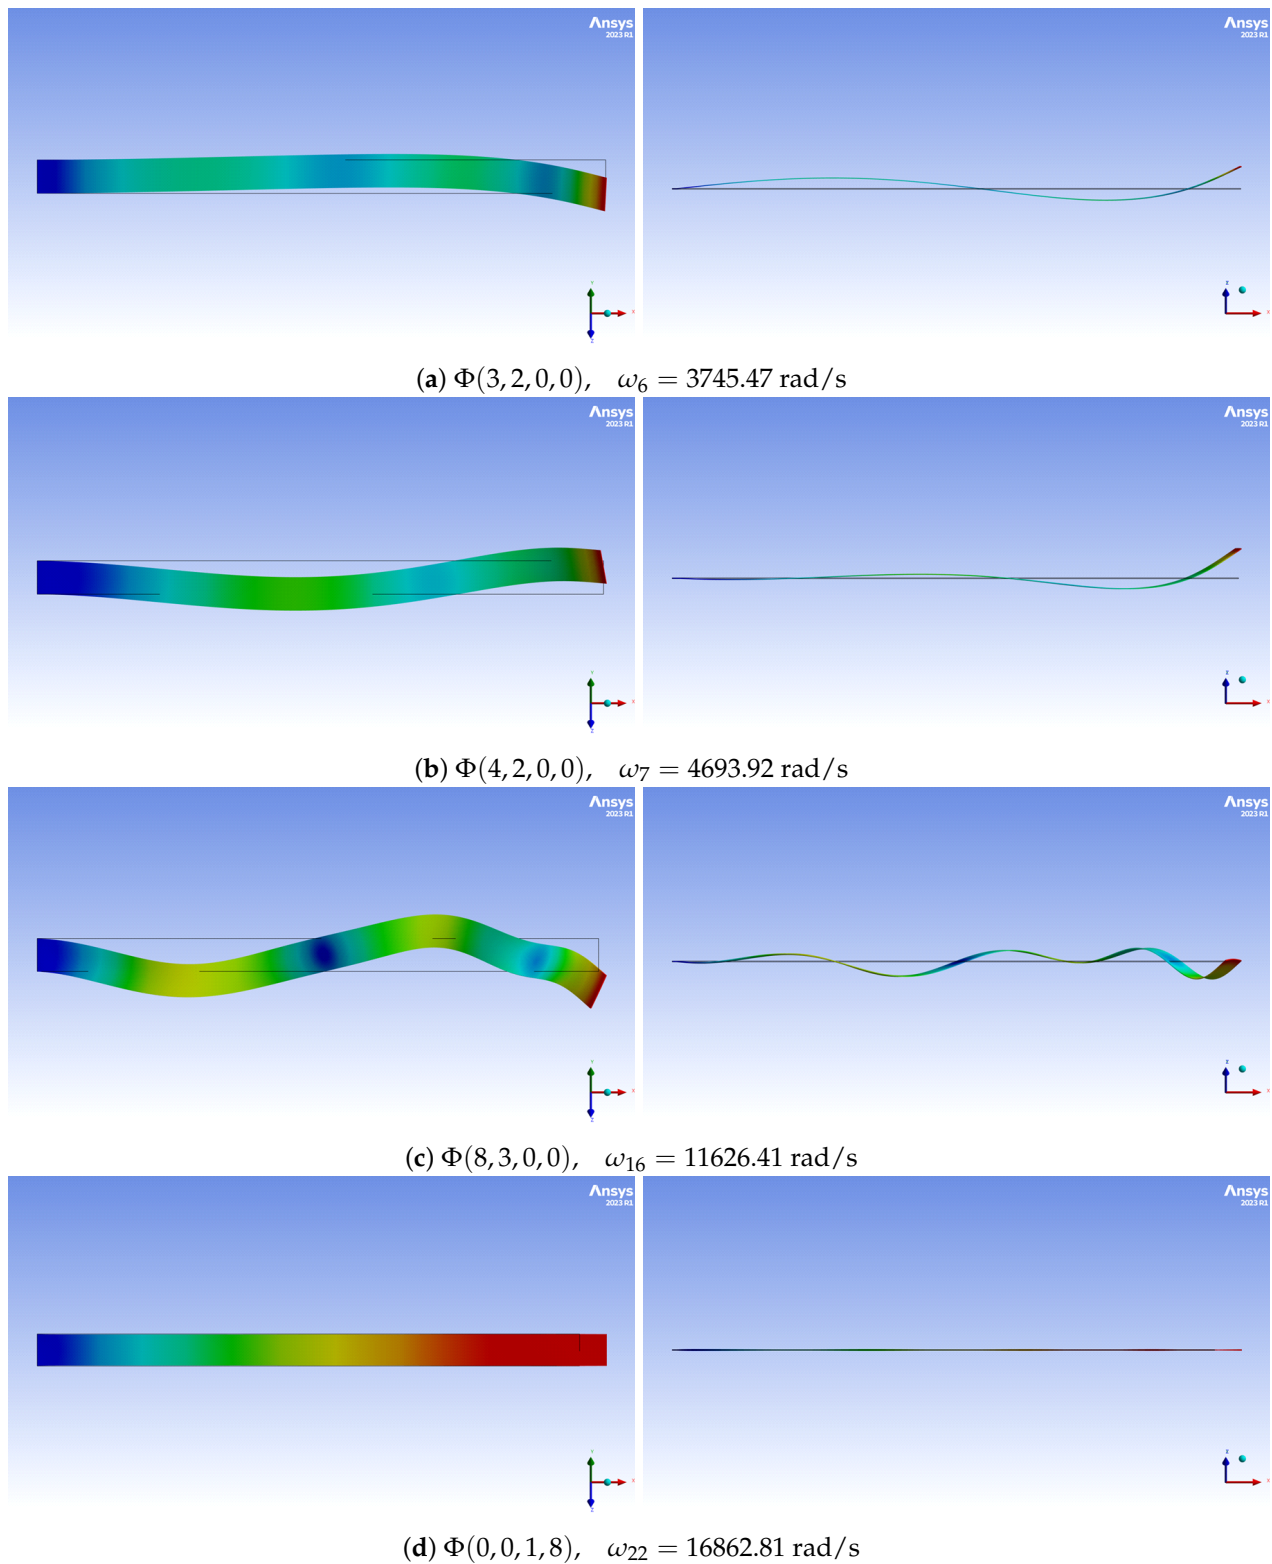 Ansys
2023 R1
Ansys
2023 R1
Y
X
Z
Z
X
(a) Φ(3, 2, 0, 0), ω6 = 3745.47 rad/s
Ansys
2023 R1
Ansys
2023 R1
Y
X
Z
Z
X
(b) Φ(4, 2, 0, 0), ω7 = 4693.92 rad/s
Ansys
2023 R1
Ansys
2023 R1
Y
X
Z
Z
X
(c) Φ(8, 3, 0, 0), ω16 = 11626.41 rad/s
Ansys
2023 R1
Ansys
2023 R1
Y
X
Z
Z
X
(d) Φ(0, 0, 1, 8), ω22 = 16862.81 rad/s